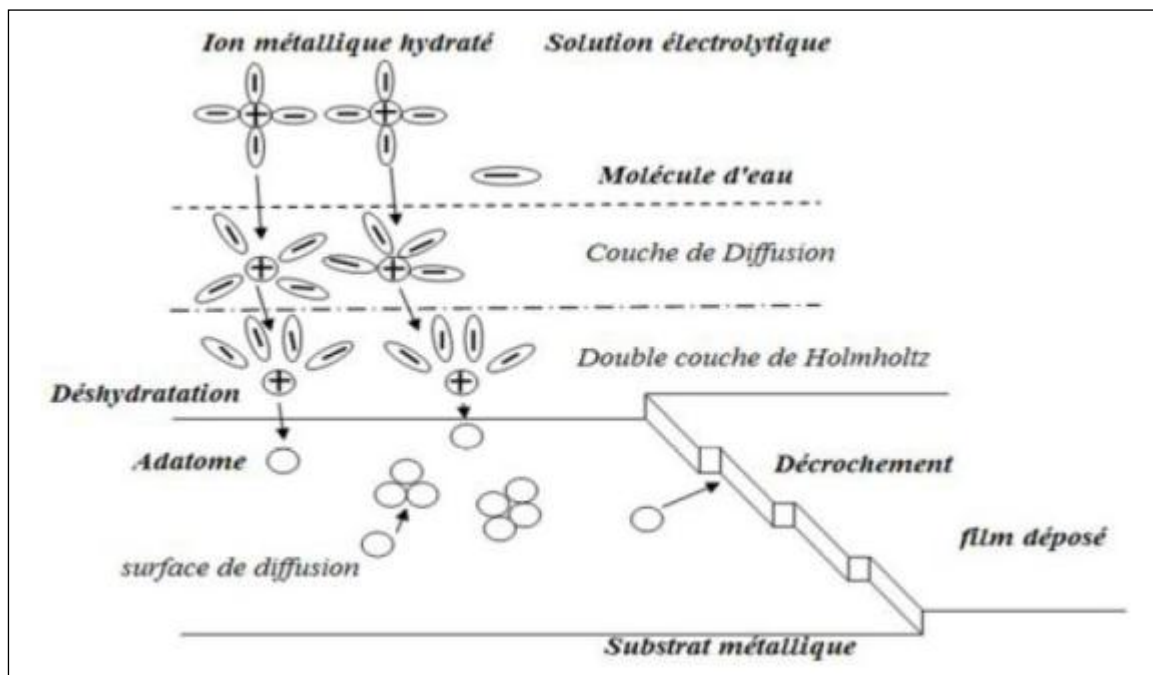 Ion métallique hydraté
Solution électrolytique
Molécule d'eau
Couche de Diffusion
Double couche de Holmholtz
Déshydratation
Adatome
Décrochement
film déposé
surface de diffusion
Substrat métallique